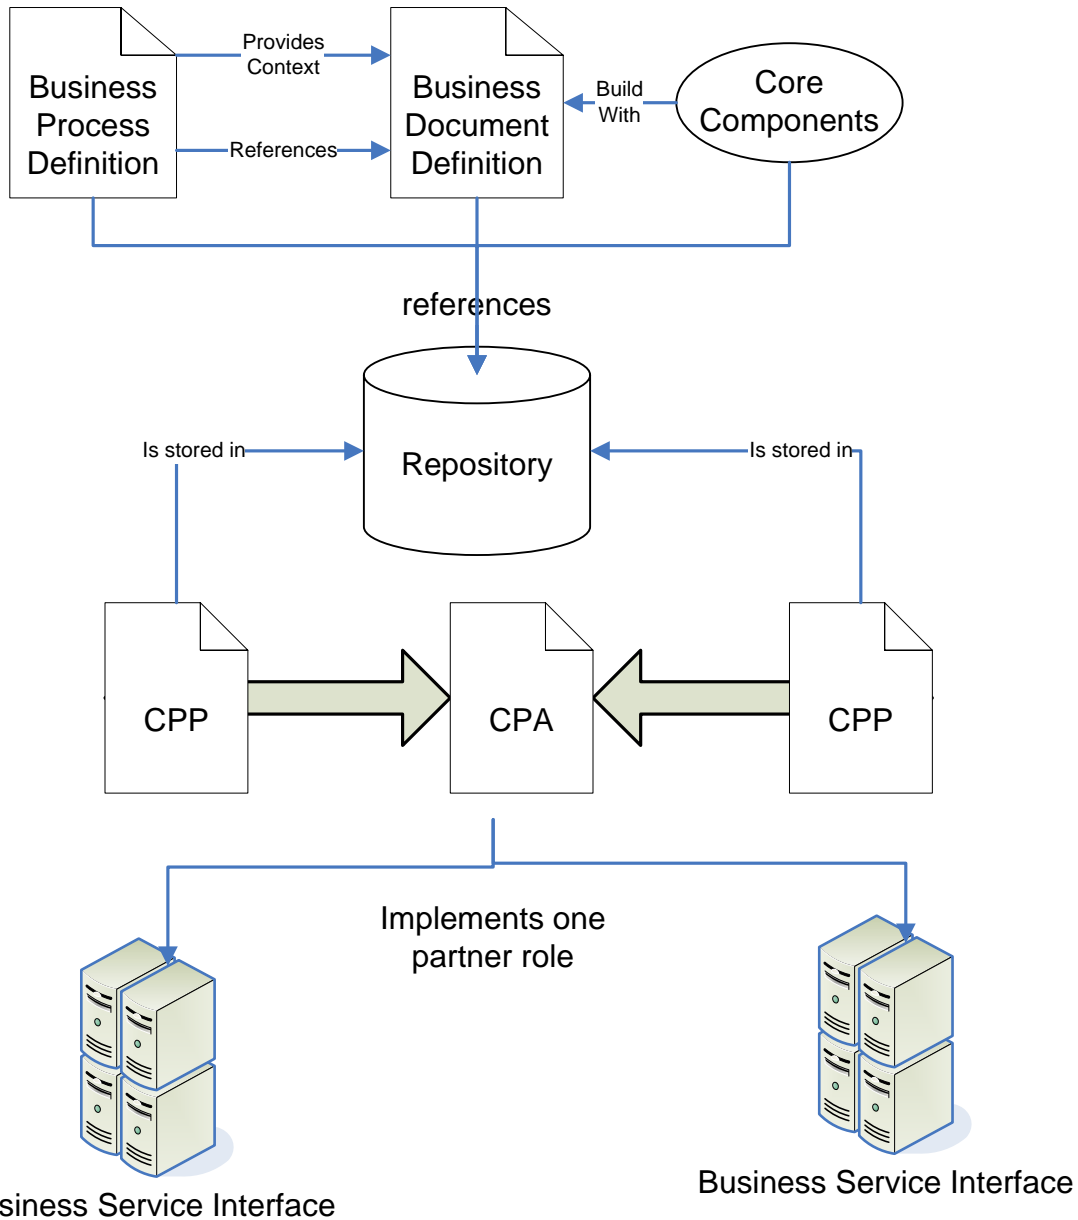 Provides
Context
Business
Process
Definition
References
Business
Document
Definition
Build
With
Core
Components
references
Is stored in
Repository
Is stored in
CPP
CPA
CPP
Implements one
partner role
Business Service Interface
siness Service Interface